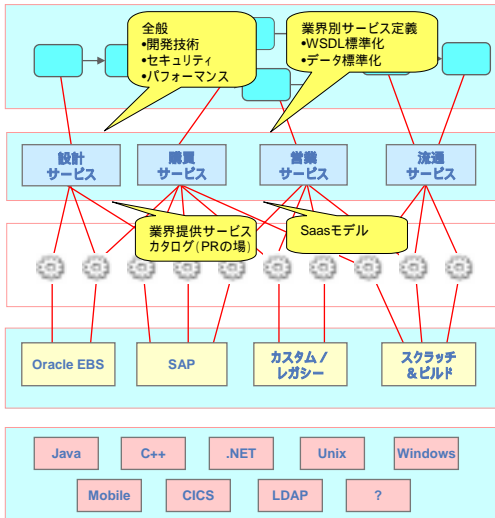 全般
•開発技術
•セキュリティ
•パフォーマンス
業界別サービス定義
•WSDL標準化
•データ標準化
設計
サービス
購買
サービス
営業
サービス
流通
サービス
業界提供サービス
カタログ(PRの場)
Saasモデル
Oracle EBS
SAP
カスタム/
レガシー
スクラッチ
&ビルド
Java
C++
.NET
Unix
Windows
Mobile
CICS
LDAP
?